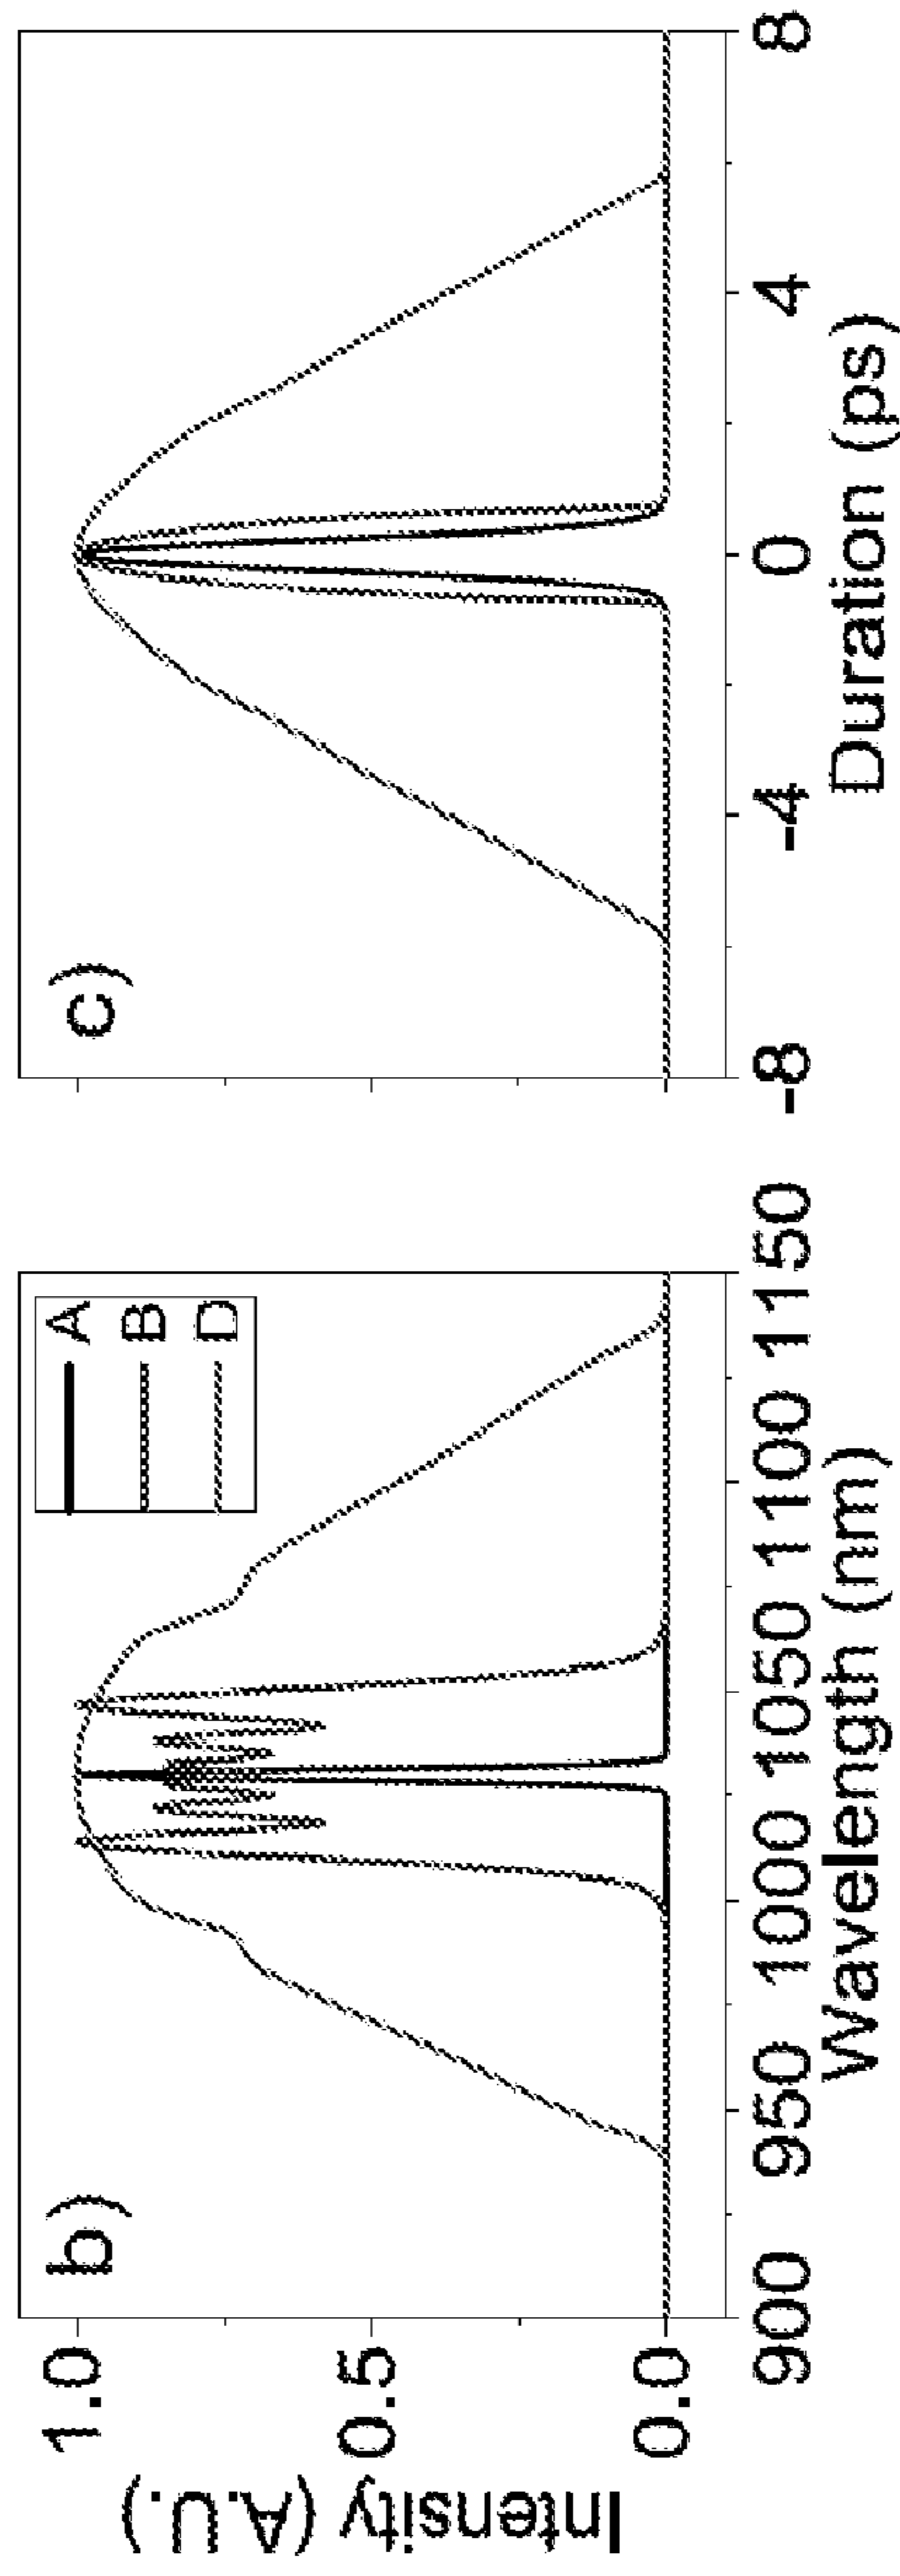 b)
A
B
D
1.0
0.5
0.0
Intensity (A.U.)
900 950 1000 1050 1100 1150
Wavelength (nm)
c)
-8 -4 0 4 8
Duration (ps)